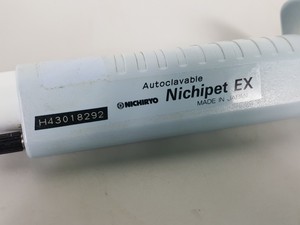 Autoclavable
NICHIRYO Nichipet EX
MADE IN JAPAN
H43018292